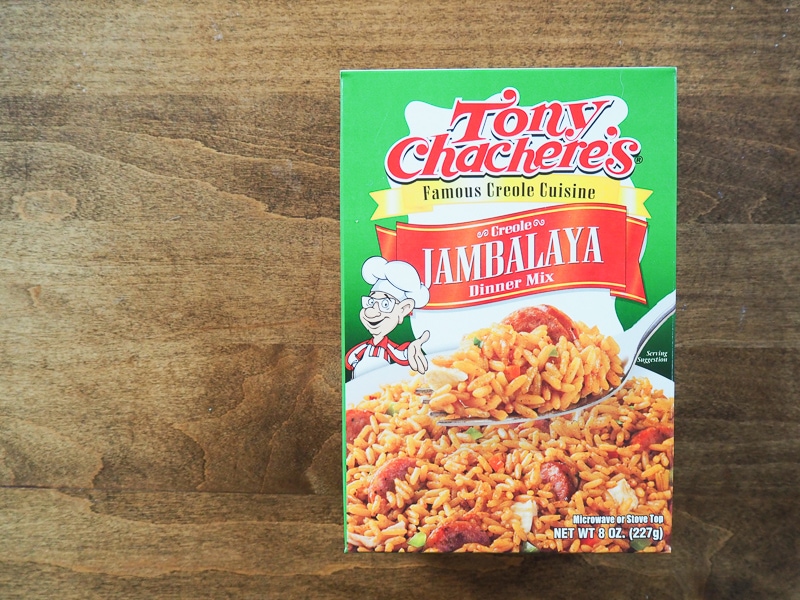 Tony
Chachere's®
Famous Creole Cuisine
Creole
JAMBALAYA
Dinner Mix
Serving
Suggestion
Microwave or Stove Top
NET WT 8 OZ. (227g)